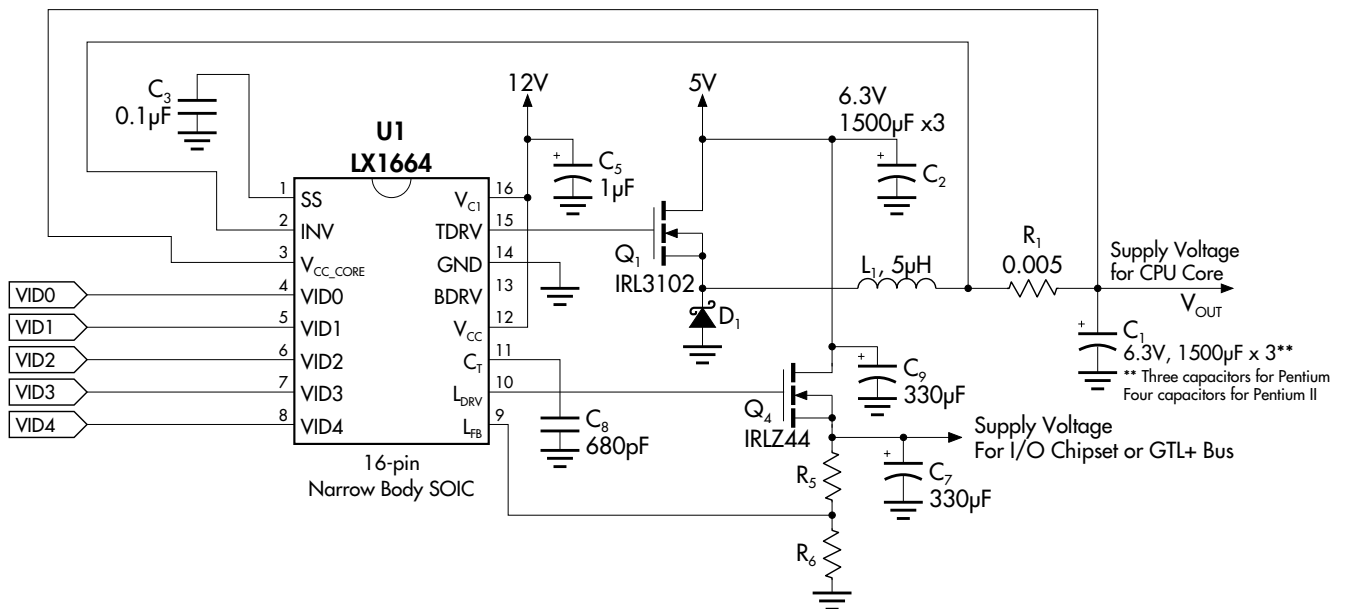 C3
0.1µF
U1
LX1664
12V
5V
6.3V
1500µF x3
C5
1µF
C2
1
SS
2
INV
3
VCC_CORE
4
VID0
5
VID1
6
VID2
7
VID3
8
VID4
VID0
VID1
VID2
VID3
VID4
VC1
16
TDRV
15
GND
14
BDRV
13
VCC
12
CT
11
LDRV
10
LFB
9
16-pin
Narrow Body SOIC
Q1
IRL3102
D1
L1, 5µH
R1
0.005
Supply Voltage
for CPU Core
VOUT
C1
6.3V, 1500µF x 3**
** Three capacitors for Pentium
Four capacitors for Pentium II
C8
680pF
Q4
IRLZ44
C9
330µF
Supply Voltage
For I/O Chipset or GTL+ Bus
R5
C7
330µF
R6